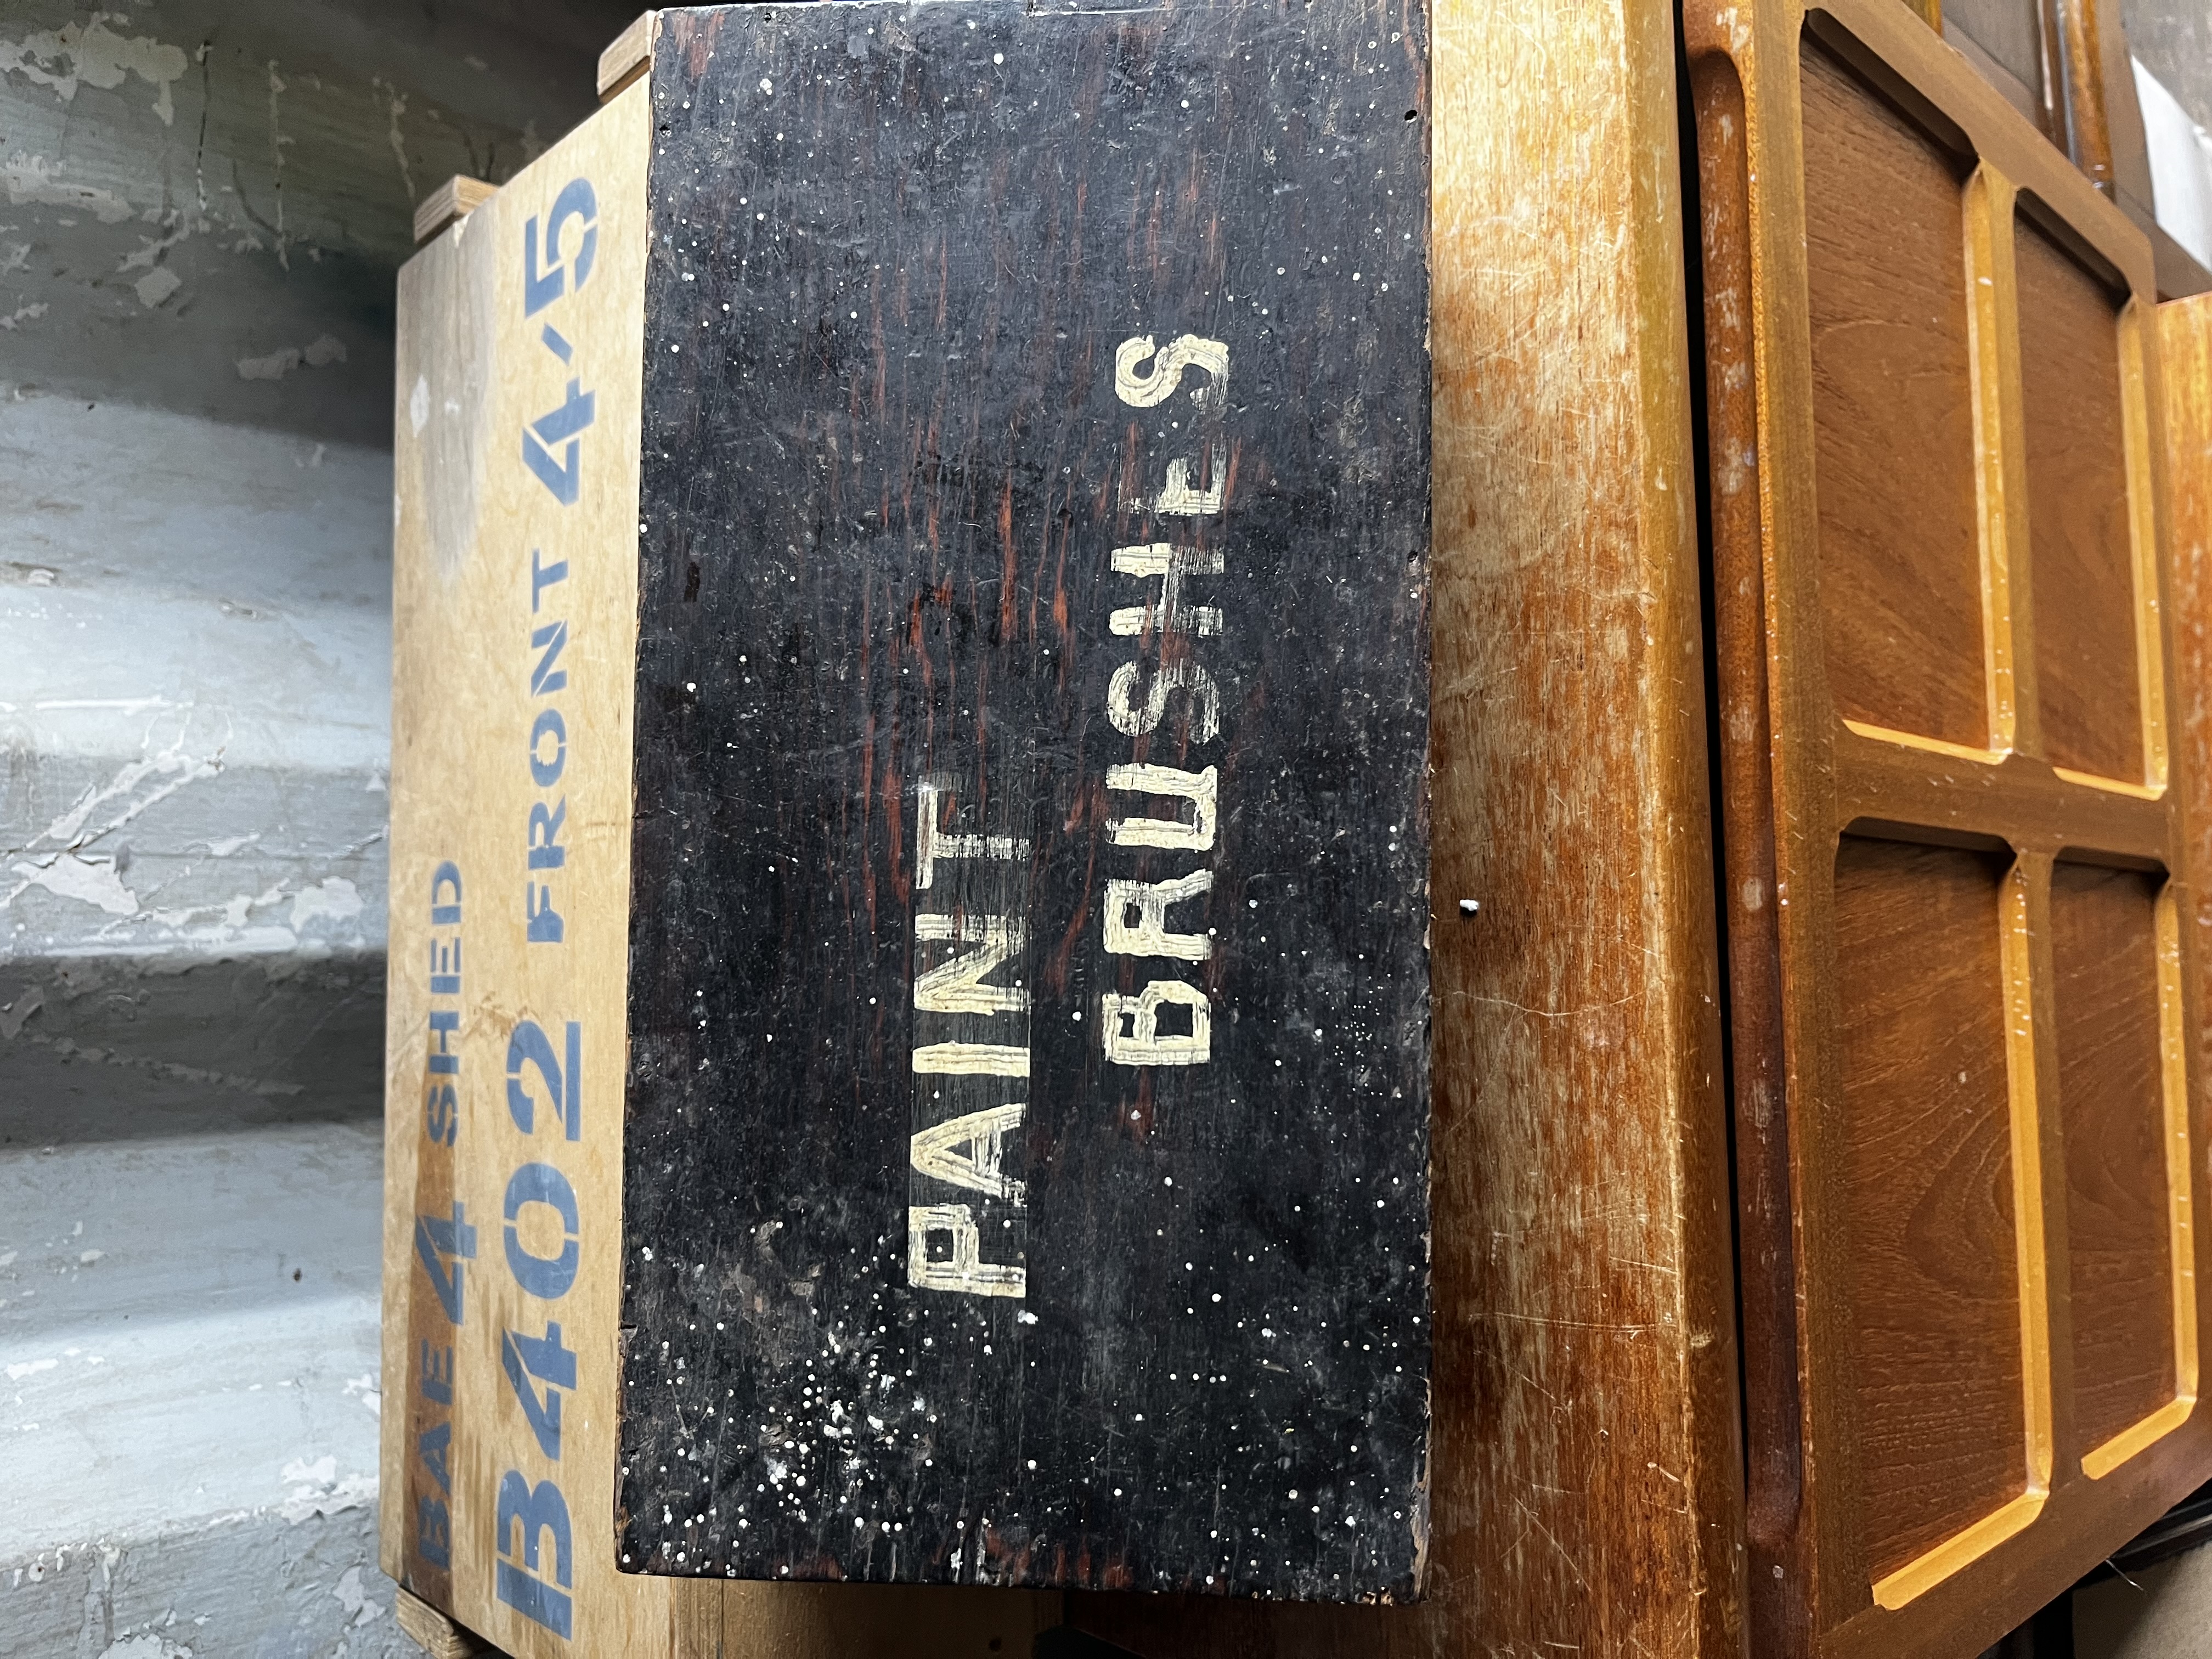 BAE 4 SHED
B402 FRONT 4/5
PAINT
BRUSHES